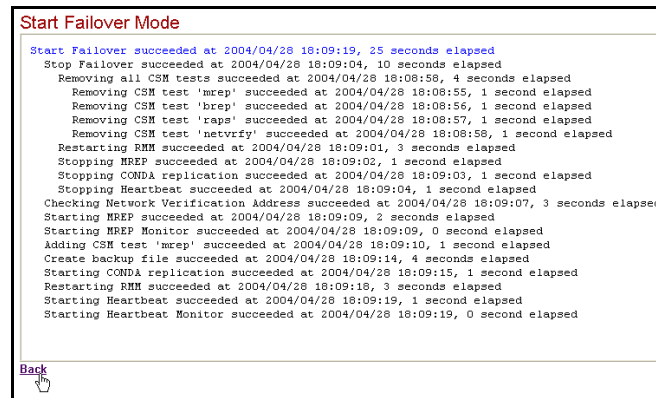 Start Failover Mode
Start Failover succeeded at 2004/04/28 18:09:19, 25 seconds elapsed
Stop Failover succeeded at 2004/04/28 18:09:04, 10 seconds elapsed
Removing all CSM tests succeeded at 2004/04/28 18:08:58, 4 seconds elapsed
Removing CSM test 'mrep' succeeded at 2004/04/28 18:08:55, 1 second elapsed
Removing CSM test 'brep' succeeded at 2004/04/28 18:08:56, 1 second elapsed
Removing CSM test 'raps' succeeded at 2004/04/28 18:08:57, 1 second elapsed
Removing CSM test 'netvrfy' succeeded at 2004/04/28 18:08:58, 1 second elapsed
Restarting RMM succeeded at 2004/04/28 18:09:01, 3 seconds elapsed
Stopping MREP succeeded at 2004/04/28 18:09:02, 1 second elapsed
Stopping CONDA replication succeeded at 2004/04/28 18:09:03, 1 second elapsed
Stopping Heartbeat succeeded at 2004/04/28 18:09:04, 1 second elapsed
Checking Network Verification Address succeeded at 2004/04/28 18:09:07, 3 seconds elapsed
Starting MREP succeeded at 2004/04/28 18:09:09, 2 seconds elapsed
Starting MREP Monitor succeeded at 2004/04/28 18:09:09, 0 second elapsed
Adding CSM test 'mrep' succeeded at 2004/04/28 18:09:10, 1 second elapsed
Create backup file succeeded at 2004/04/28 18:09:14, 4 seconds elapsed
Starting CONDA replication succeeded at 2004/04/28 18:09:15, 1 second elapsed
Restarting RMM succeeded at 2004/04/28 18:09:18, 3 seconds elapsed
Starting Heartbeat succeeded at 2004/04/28 18:09:19, 1 second elapsed
Starting Heartbeat Monitor succeeded at 2004/04/28 18:09:19, 0 second elapsed
Back